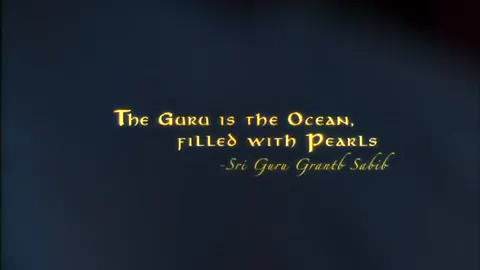 The Guru is the Ocean,
filled with Pearls
-Sri Guru Granth Sahib